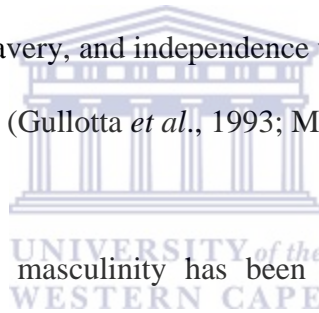 avery, and independence
(Gullotta et al., 1993; M
UNIVERSITY of the
masculinity has been
WESTERN CAPE